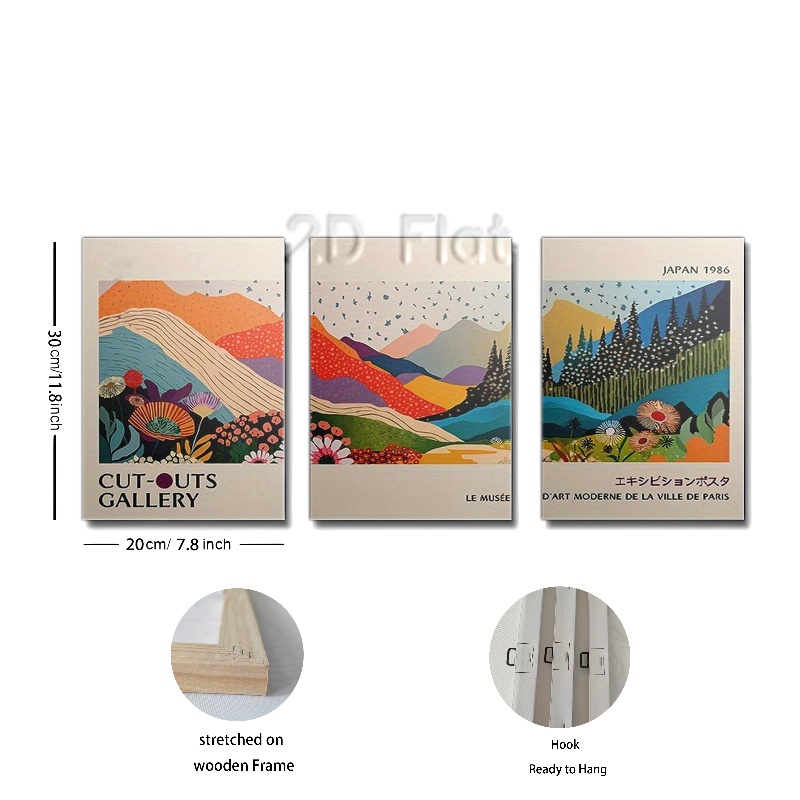 2D Flat
JAPAN 1986
30cm/11.8inch
CUT-OUTS
GALLERY
エキシビションポスタ
LE MUSÉE D'ART MODERNE DE LA VILLE DE PARIS
20cm/ 7.8 inch
stretched on
wooden Frame
Hook
Ready to Hang